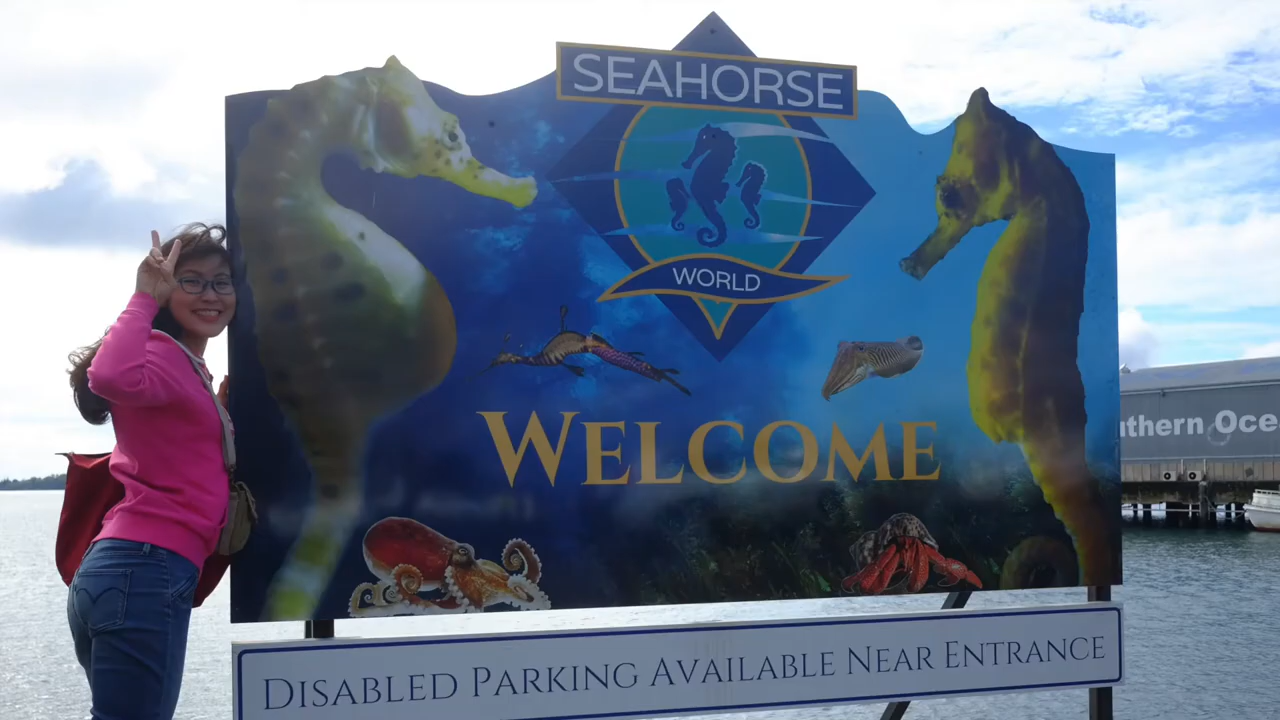 SEAHORSE
WORLD
WELCOME
thern Oce
DISABLED PARKING AVAILABLE NEAR ENTRANCE